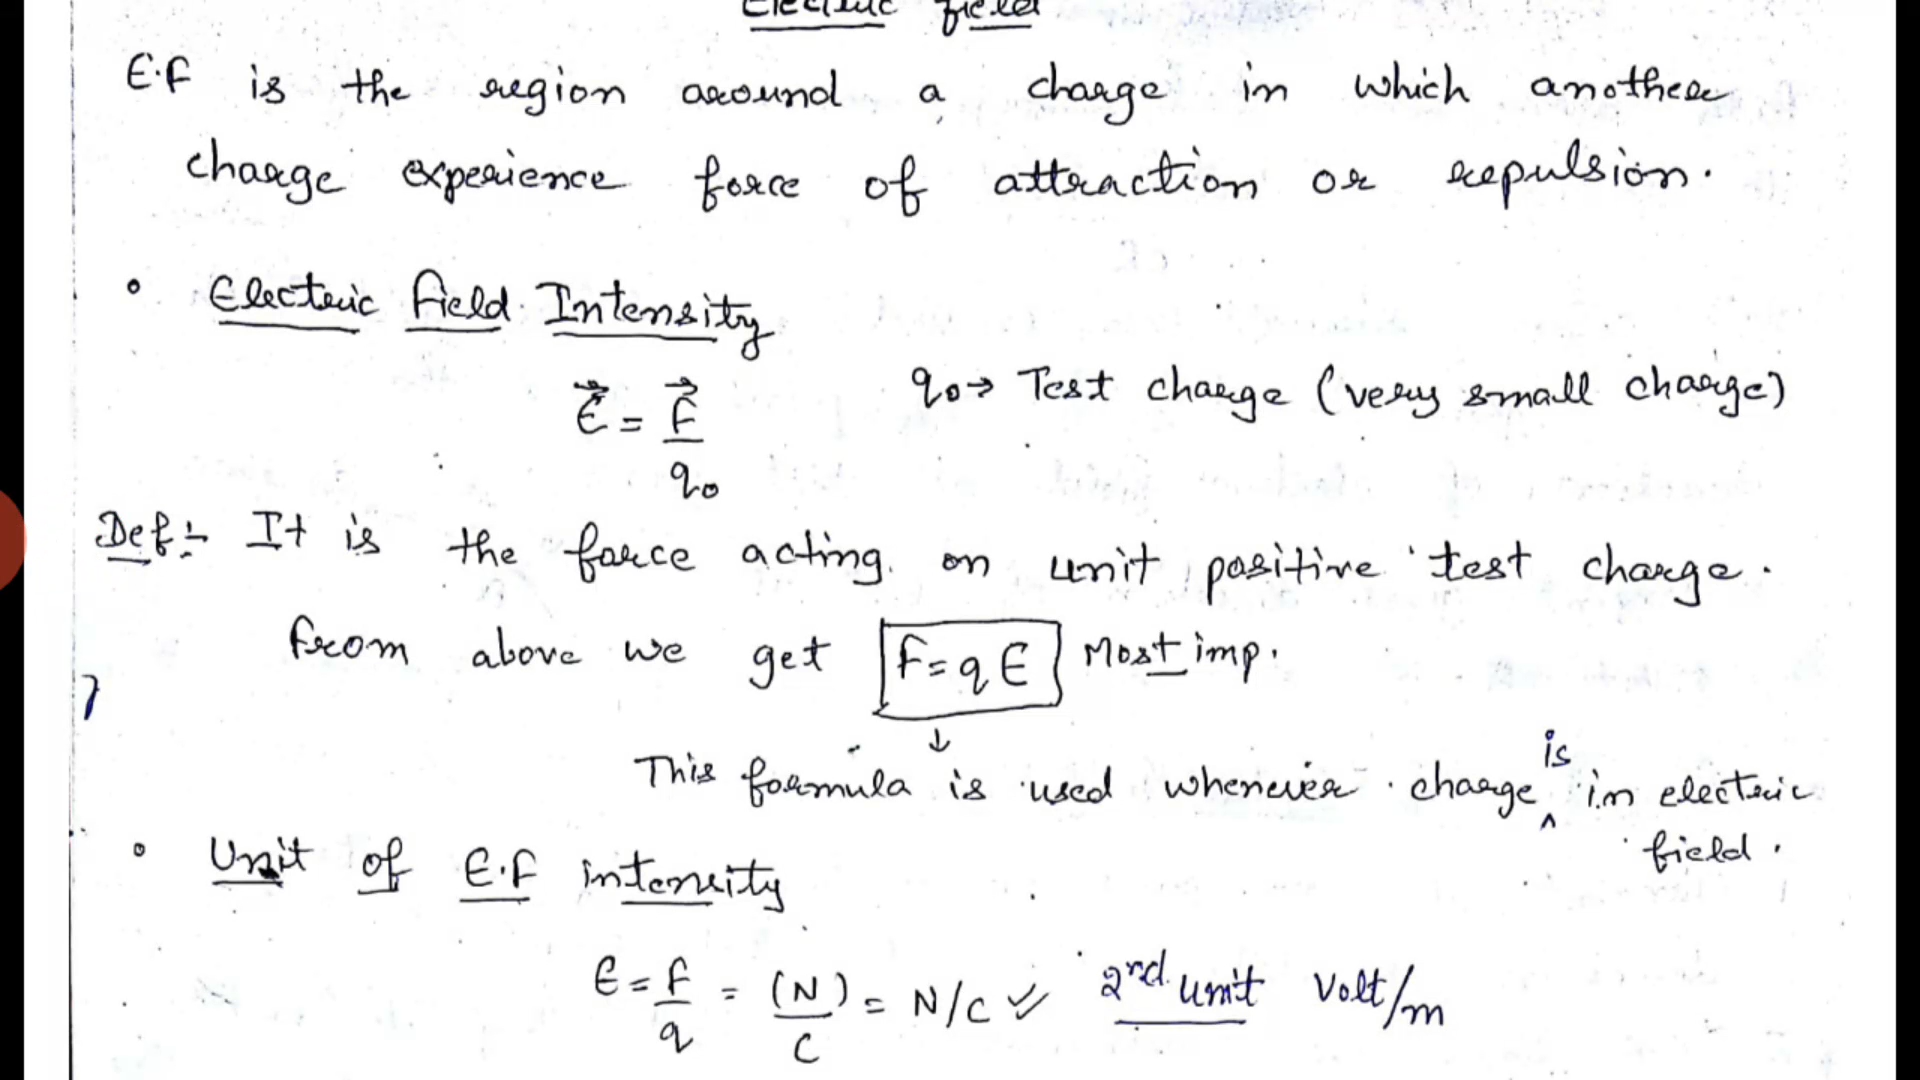 Electric field
E.F is the region around a charge in which another
charge experience force of attraction or repulsion.
• Electric Field Intensity
E⃗ = F⃗/q₀ q₀→ Test charge (very small charge)
Def:- It is the force acting on unit positive test charge.
From above we get F=qE Most imp.
↓
This formula is used whenever charge is in electric
field.
• Unit of E.F intensity
E = F/q = (N)/C = N/C ✓ 2nd unit Volt/m